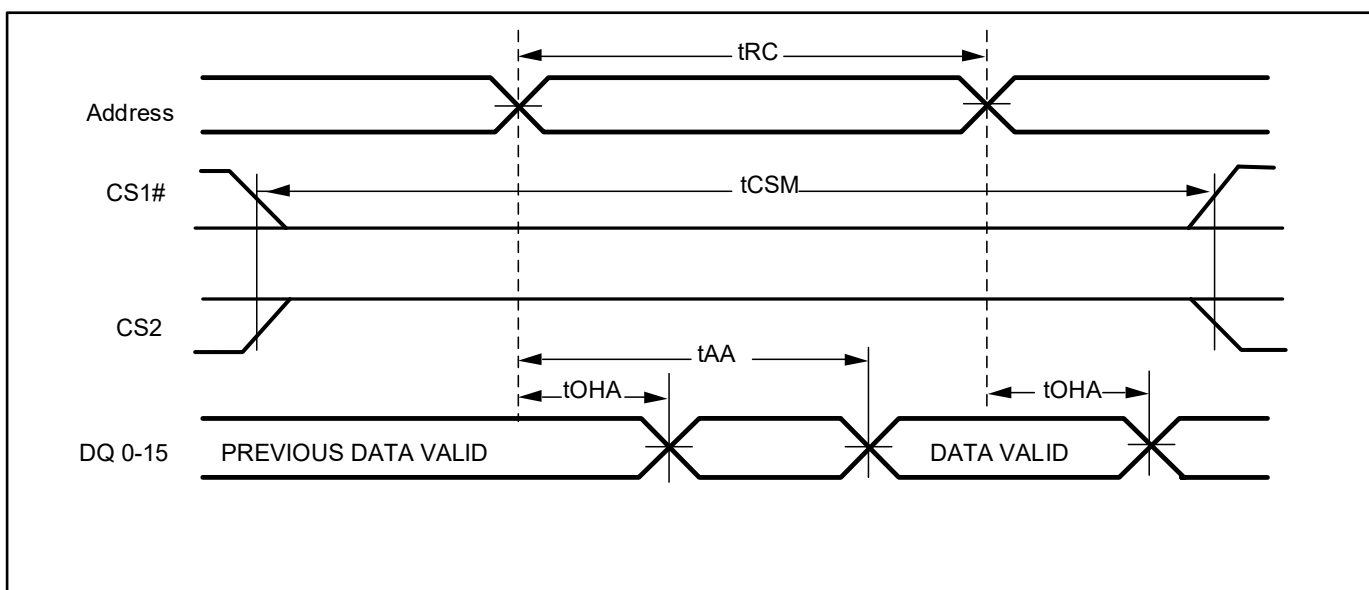 tRC
Address
CS1#
tCSM
CS2
tAA
tOHA
tOHA
DQ 0-15 PREVIOUS DATA VALID DATA VALID